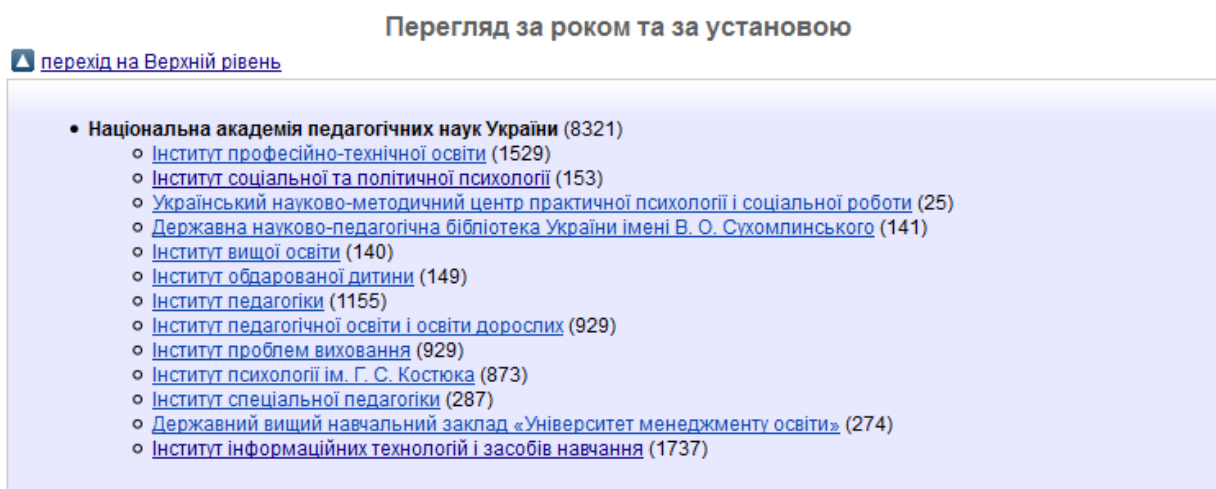 Перегляд за роком та за установою
перехід на Верхній рівень
Національна академія педагогічних наук України (8321)
Інститут професійно-технічної освіти (1529)
Інститут соціальної та політичної психології (153)
Український науково-методичний центр практичної психології і соціальної роботи (25)
Державна науково-педагогічна бібліотека України імені В. О. Сухомлинського (141)
Інститут вищої освіти (140)
Інститут обдарованої дитини (149)
Інститут педагогіки (1155)
Інститут педагогічної освіти і освіти дорослих (929)
Інститут проблем виховання (929)
Інститут психології ім. Г. С. Костюка (873)
Інститут спеціальної педагогіки (287)
Державний вищий навчальний заклад «Університет менеджменту освіти» (274)
Інститут інформаційних технологій і засобів навчання (1737)